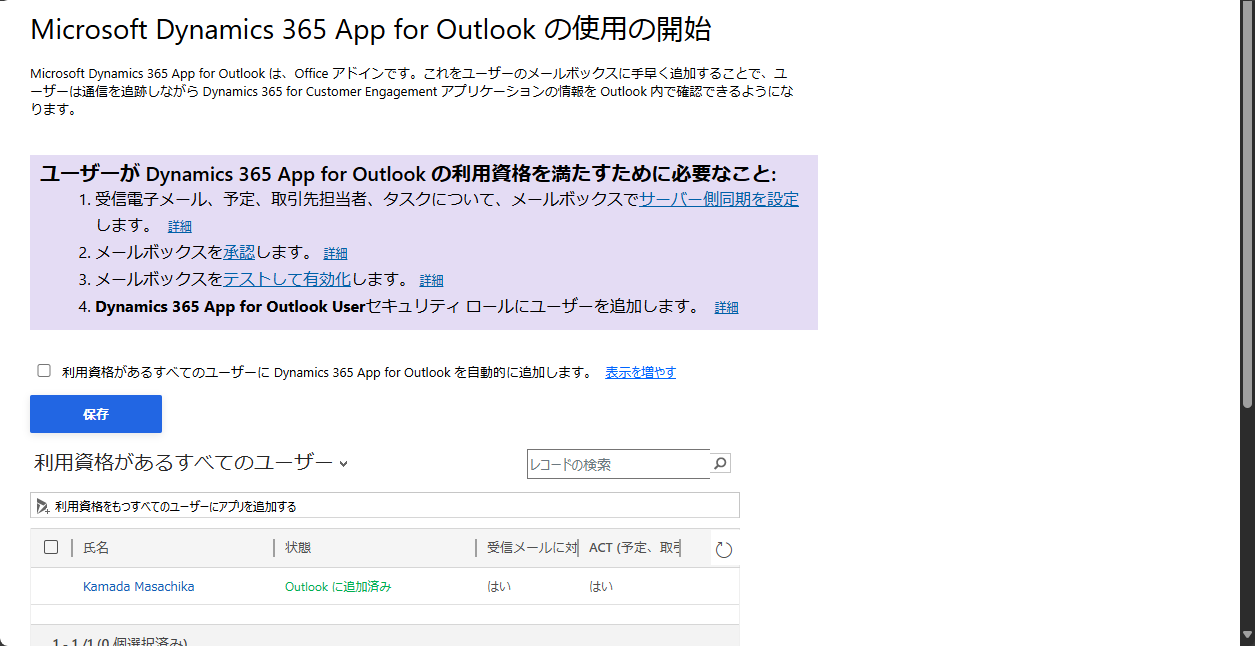 Microsoft Dynamics 365 App for Outlook の使用の開始
Microsoft Dynamics 365 App for Outlook は、Office アドインです。これをユーザーのメールボックスに手早く追加することで、ユ
ーザーは通信を追跡しながら Dynamics 365 for Customer Engagement アプリケーションの情報を Outlook 内で確認できるようにな
ります。
ユーザーが Dynamics 365 App for Outlook の利用資格を満たすために必要なこと:
1. 受信電子メール、予定、取引先担当者、タスクについて、メールボックスでサーバー側同期を設定
します。 詳細
2. メールボックスを承認します。 詳細
3. メールボックスをテストして有効化します。 詳細
4. Dynamics 365 App for Outlook Userセキュリティ ロールにユーザーを追加します。 詳細
利用資格があるすべてのユーザーに Dynamics 365 App for Outlook を自動的に追加します。 表示を増やす
保存
利用資格があるすべてのユーザー
レコードの検索
利用資格をもつすべてのユーザーにアプリを追加する
氏名 状態 受信メールに対 ACT (予定、取引
Kamada Masachika Outlook に追加済み はい はい
1 - 1 /1 (0 個選択済み)